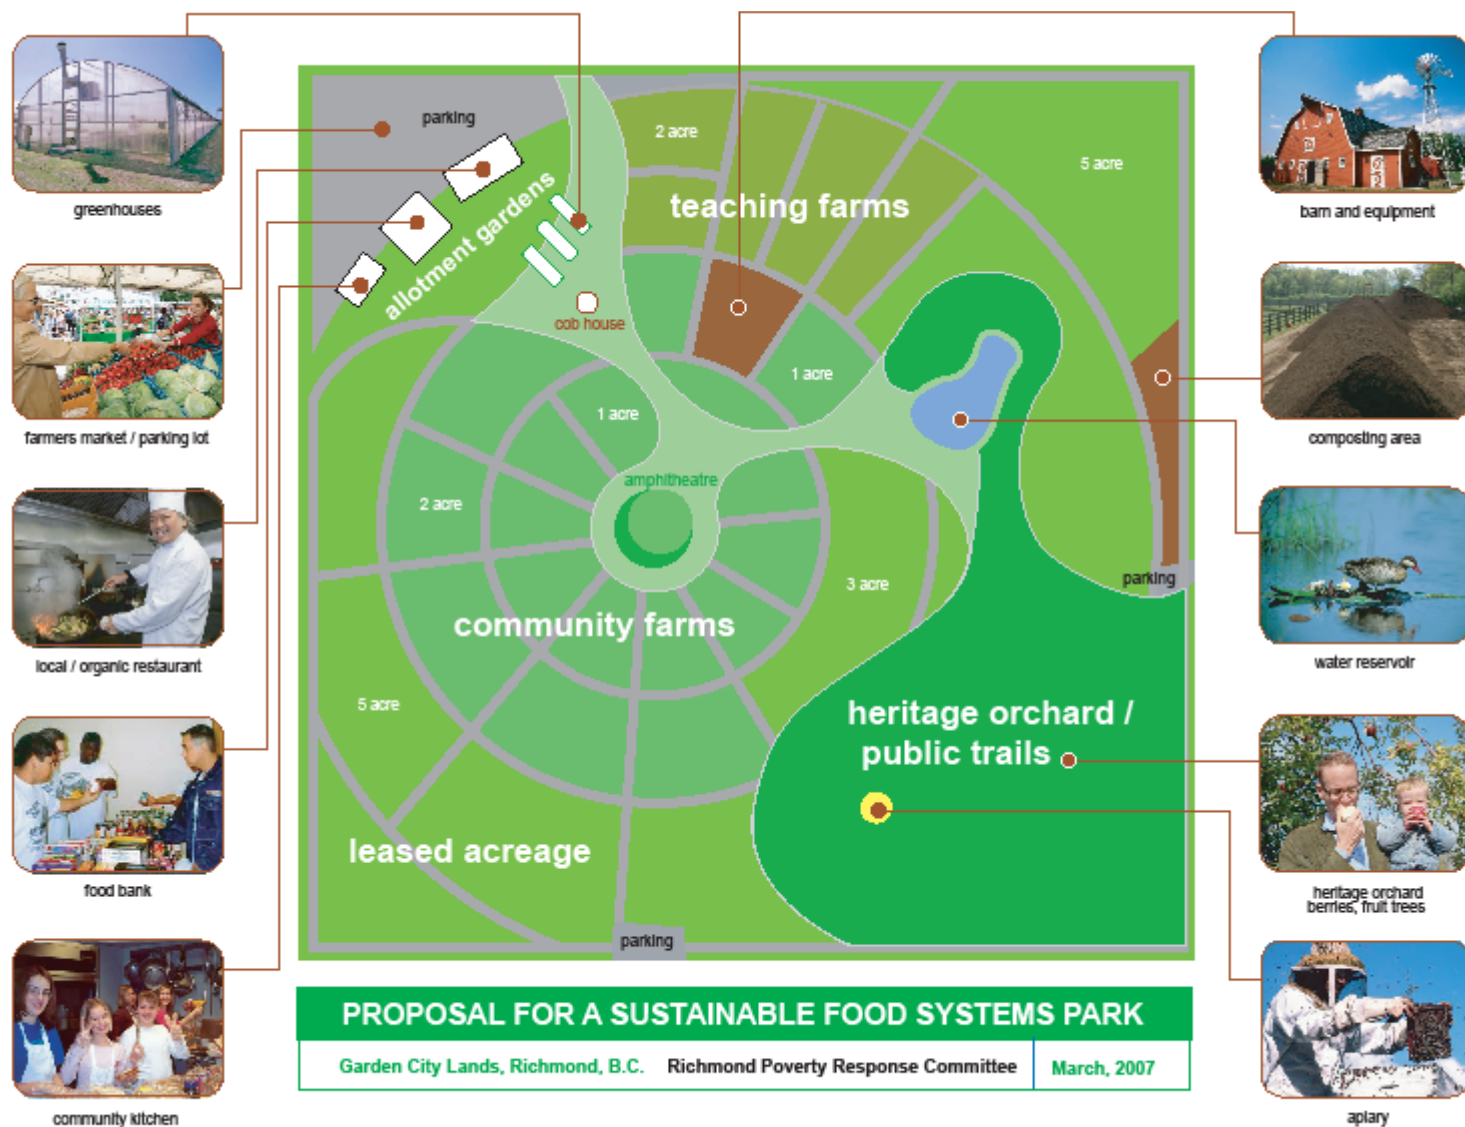 greenhouses
farmers market / parking lot
local / organic restaurant
food bank
community kitchen
parking
allotment gardens
cob house
2 acre
teaching farms
5 acre
1 acre
1 acre
amphitheatre
2 acre
community farms
3 acre
5 acre
leased acreage
heritage orchard /
public trails
parking
parking
barn and equipment
composting area
water reservoir
heritage orchard
berries, fruit trees
apiary
PROPOSAL FOR A SUSTAINABLE FOOD SYSTEMS PARK
Garden City Lands, Richmond, B.C. Richmond Poverty Response Committee March, 2007